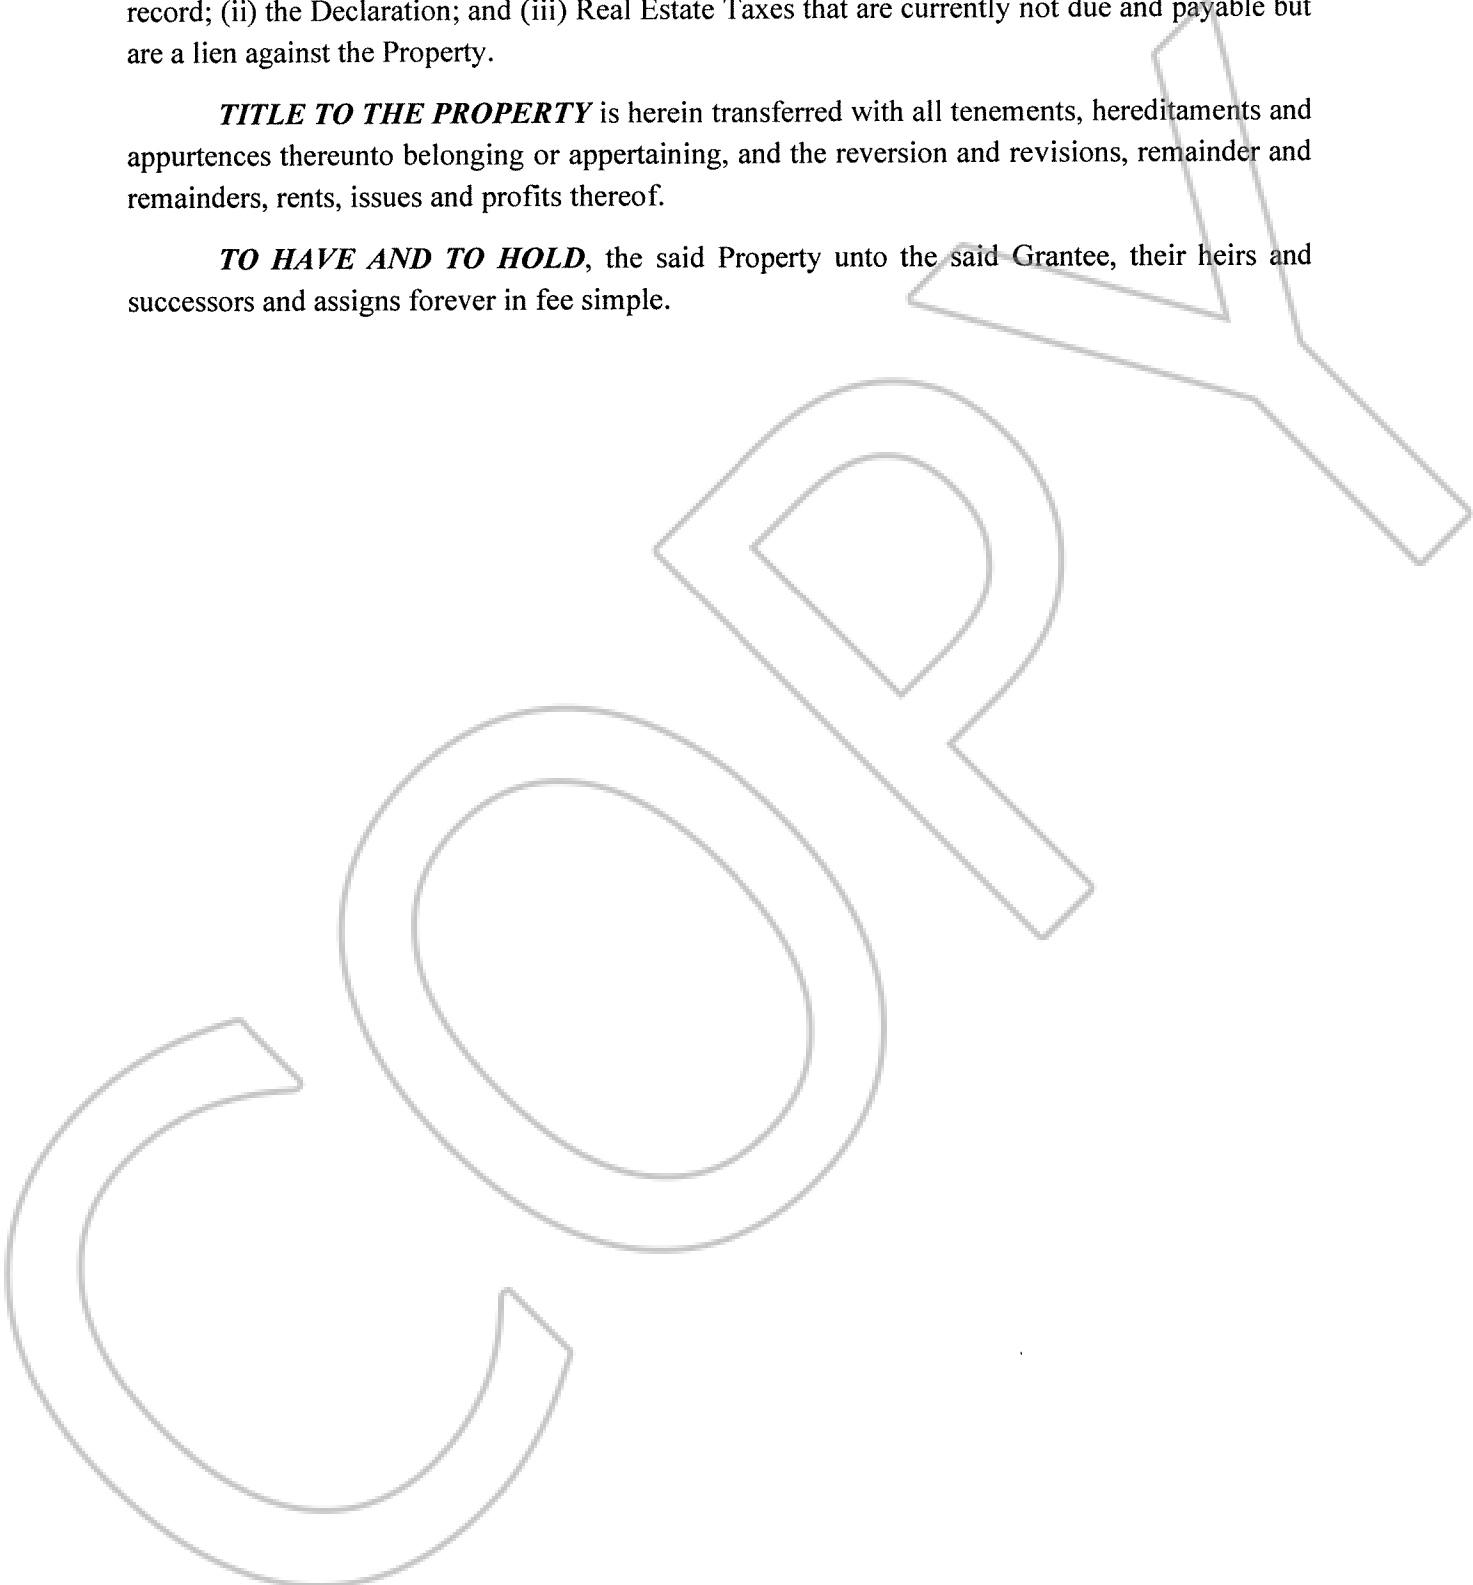 record; (ii) the Declaration; and (iii) Real Estate Taxes that are currently not due and payable but
are a lien against the Property.
TITLE TO THE PROPERTY is herein transferred with all tenements, hereditaments and
appurtences thereunto belonging or appertaining, and the reversion and revisions, remainder and
remainders, rents, issues and profits thereof.
TO HAVE AND TO HOLD, the said Property unto the said Grantee, their heirs and
successors and assigns forever in fee simple.
COPY